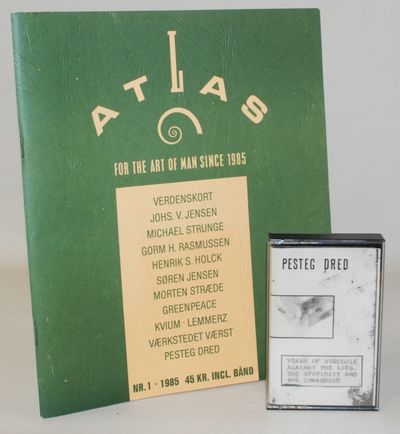 ATLAS
FOR THE ART OF MAN SINCE 1985
VERDENSKORT
JOHS. V. JENSEN
MICHAEL STRUNGE
GORM H. RASMUSSEN
HENRIK S. HOLCK
SØREN JENSEN
MORTEN STRÆDE
GREENPEACE
KVIUM · LEMMERZ
VÆRKSTEDET VÆRST
PESTEG DRED
NR. 1 · 1985 45 KR. INCL. BÅND
PESTEG DRED
YEARS OF STRUGGLE
AGAINST THE LIES,
THE STUPIDITY AND
THE COWARDICE